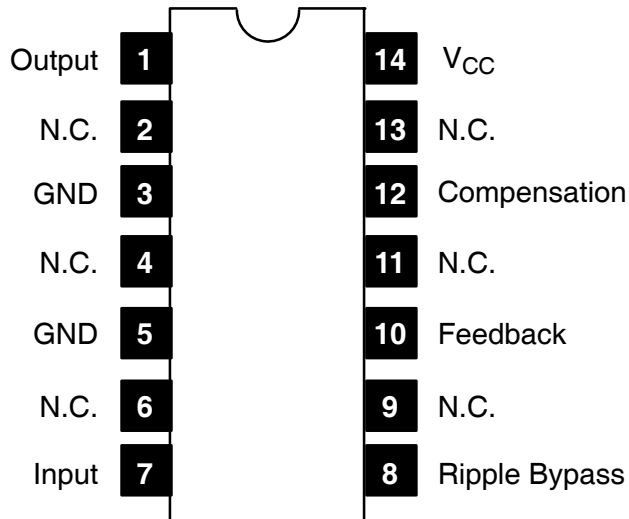 Output 1 14 VCC
N.C. 2 13 N.C.
GND 3 12 Compensation
N.C. 4 11 N.C.
GND 5 10 Feedback
N.C. 6 9 N.C.
Input 7 8 Ripple Bypass